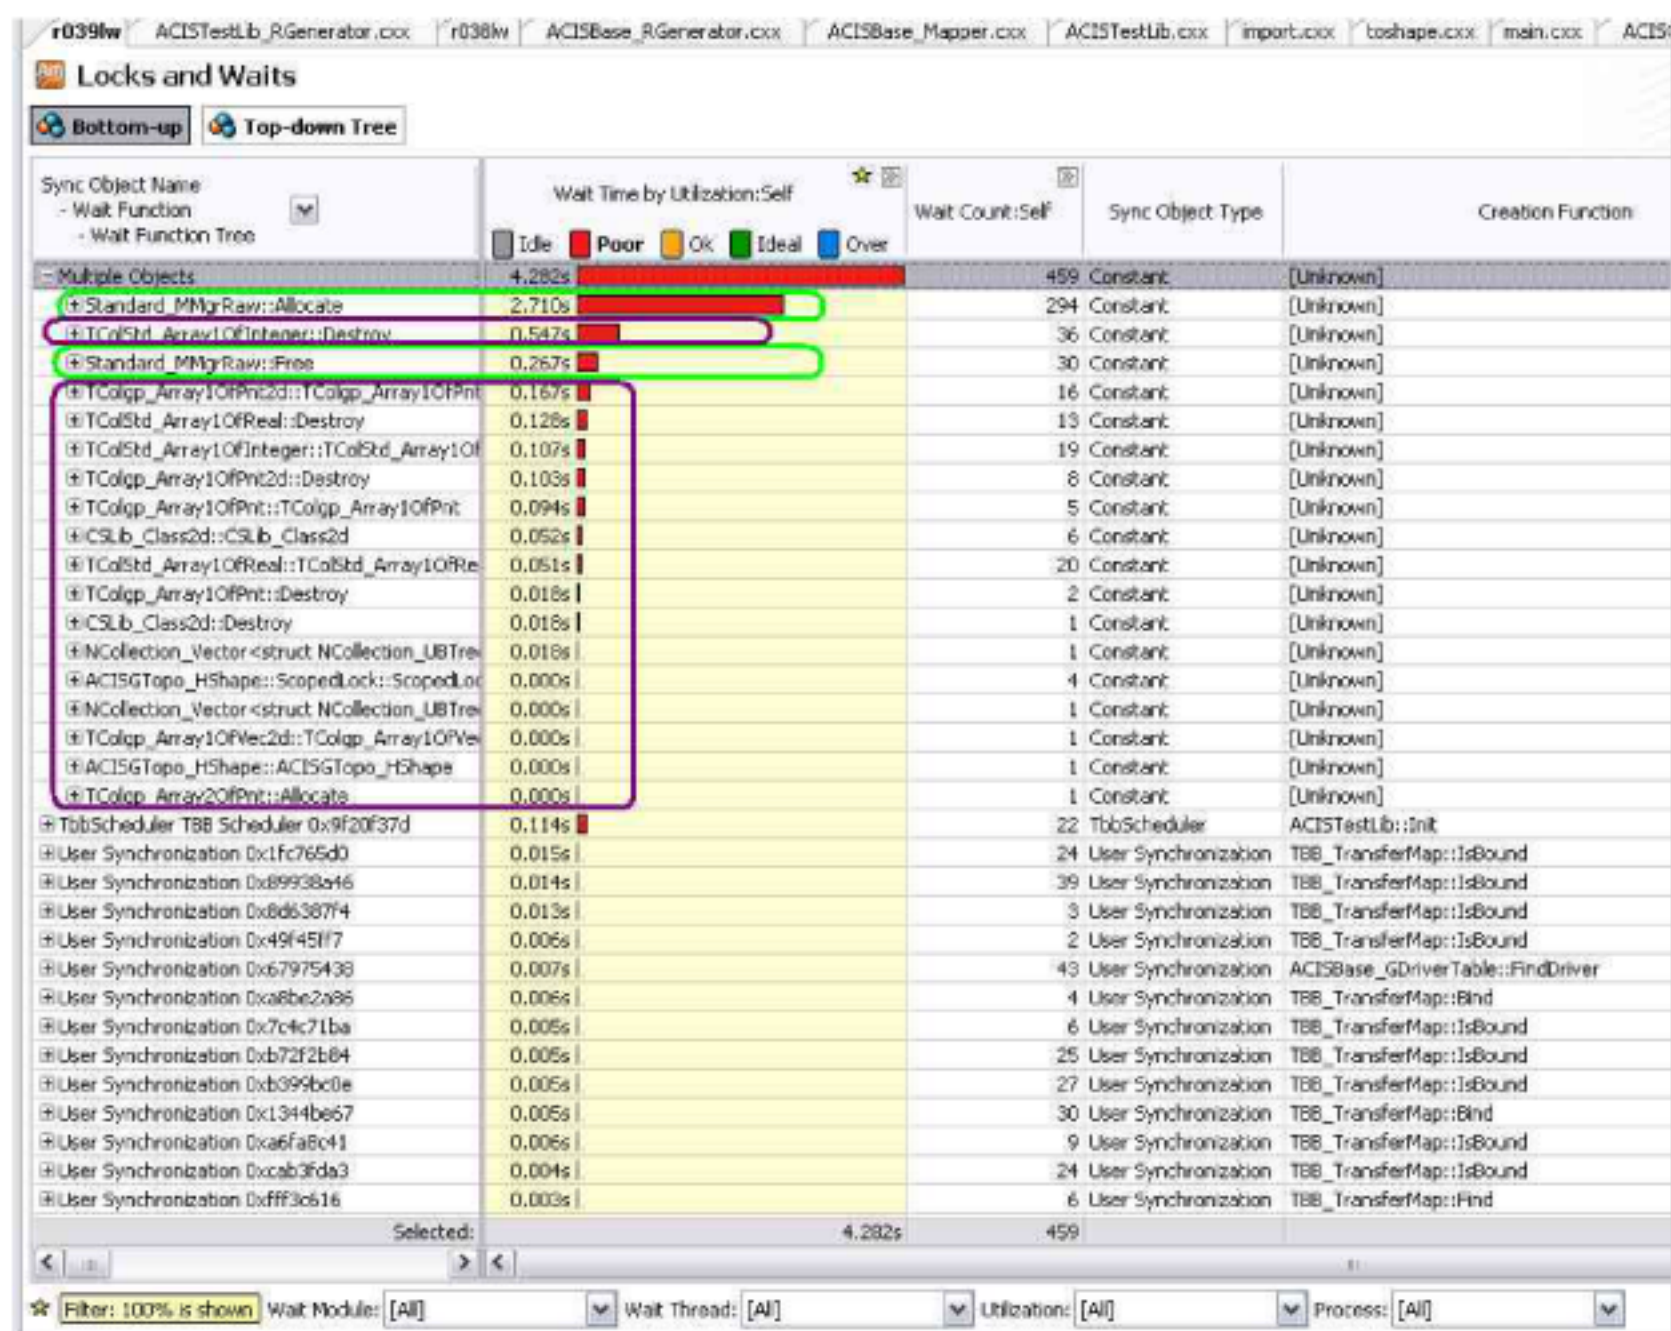 r039lw ACISTestLib_RGenerator.cxx r038lw ACISBase_RGenerator.cxx ACISBase_Mapper.cxx ACISTestLib.cxx import.cxx toshape.cxx main.cxx
Locks and Waits
Bottom-up Top-down Tree
Sync Object Name
- Wait Function
- Wait Function Tree
Wait Time by Utilization:Self
Idle Poor Ok Ideal Over
Wait Count:Self
Sync Object Type
Creation Function
Multiple Objects 4.282s 459 Constant [Unknown]
Standard_MMgrRaw::Allocate 2.710s 294 Constant [Unknown]
TColStd_Array1OfInteger::Destroy 0.547s 36 Constant [Unknown]
Standard_MMgrRaw::Free 0.267s 30 Constant [Unknown]
TColgp_Array1OfPnt2d::TColgp_Array1OfPnt 0.167s 16 Constant [Unknown]
TColStd_Array1OfReal::Destroy 0.128s 13 Constant [Unknown]
TColStd_Array1OfInteger::TColStd_Array1Of 0.107s 19 Constant [Unknown]
TColgp_Array1OfPnt2d::Destroy 0.103s 8 Constant [Unknown]
TColgp_Array1OfPnt::TColgp_Array1OfPnt 0.094s 5 Constant [Unknown]
CSLib_Class2d::CSLib_Class2d 0.052s 6 Constant [Unknown]
TColStd_Array1OfReal::TColStd_Array1OfRe 0.051s 20 Constant [Unknown]
TColgp_Array1OfPnt::Destroy 0.018s 2 Constant [Unknown]
CSLib_Class2d::Destroy 0.018s 1 Constant [Unknown]
NCollection_Vector<struct NCollection_UBTree 0.018s 1 Constant [Unknown]
ACISGTopo_HShape::ScopedLock::ScopedLoc 0.000s 4 Constant [Unknown]
NCollection_Vector<struct NCollection_UBTree 0.000s 1 Constant [Unknown]
TColgp_Array1OfVec2d::TColgp_Array1OfVe 0.000s 1 Constant [Unknown]
ACISGTopo_HShape::ACISGTopo_HShape 0.000s 1 Constant [Unknown]
TColgp_Array2OfPnt::Allocate 0.000s 1 Constant [Unknown]
TbbScheduler TBB Scheduler 0x9f20f37d 0.114s 22 TbbScheduler ACISTestLib::Init
User Synchronization 0x1fc765d0 0.015s 24 User Synchronization TBB_TransferMap::IsBound
User Synchronization 0x89938a46 0.014s 39 User Synchronization TBB_TransferMap::IsBound
User Synchronization 0x8d6387f4 0.013s 3 User Synchronization TBB_TransferMap::IsBound
User Synchronization 0x49f45ff7 0.006s 2 User Synchronization TBB_TransferMap::IsBound
User Synchronization 0x67975438 0.007s 43 User Synchronization ACISBase_GDriverTable::FindDriver
User Synchronization 0xa8be2a86 0.006s 4 User Synchronization TBB_TransferMap::Bind
User Synchronization 0x7c4c71ba 0.005s 6 User Synchronization TBB_TransferMap::IsBound
User Synchronization 0xb72f2b84 0.005s 25 User Synchronization TBB_TransferMap::IsBound
User Synchronization 0xb399bc0e 0.005s 27 User Synchronization TBB_TransferMap::IsBound
User Synchronization 0x1344be67 0.005s 30 User Synchronization TBB_TransferMap::Bind
User Synchronization 0xa6fa8c41 0.006s 9 User Synchronization TBB_TransferMap::IsBound
User Synchronization 0xcab3fda3 0.004s 24 User Synchronization TBB_TransferMap::IsBound
User Synchronization 0xfff3c616 0.003s 6 User Synchronization TBB_TransferMap::Find
Selected: 4.282s 459
Filter: 100% is shown Wait Module: [All] Wait Thread: [All] Utilization: [All] Process: [All]